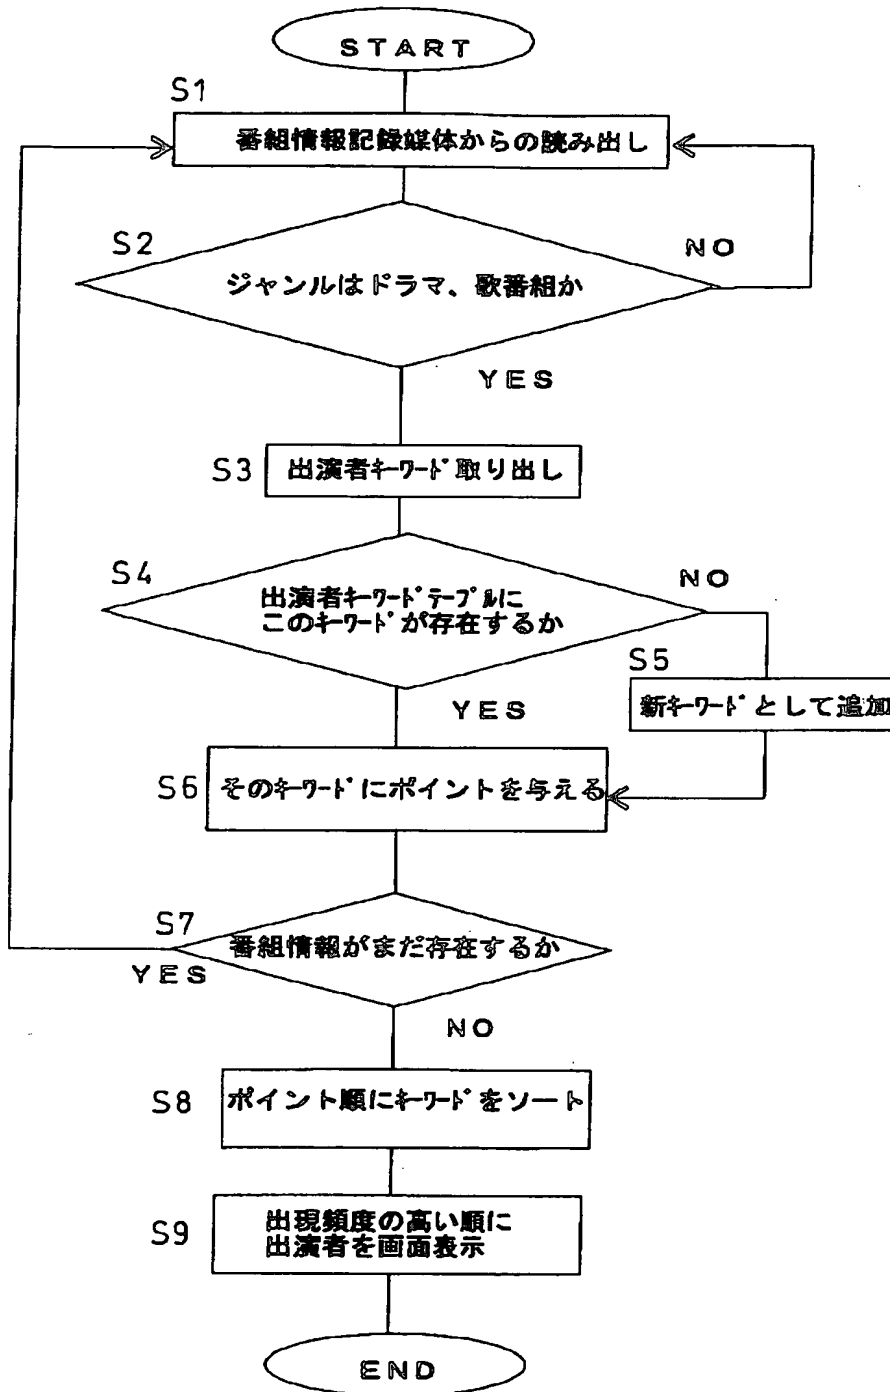 START
S1
番組情報記録媒体からの読み出し
S2
ジャンルはドラマ、歌番組か
NO
YES
S3
出演者ｷｰﾜｰﾄﾞ取り出し
S4
出演者ｷｰﾜｰﾄﾞﾃｰﾌﾞﾙに
このｷｰﾜｰﾄﾞが存在するか
NO
S5
新ｷｰﾜｰﾄﾞとして追加
YES
S6
そのｷｰﾜｰﾄﾞにポイントを与える
S7
番組情報がまだ存在するか
YES
NO
S8
ポイント順にｷｰﾜｰﾄﾞをソート
S9
出現頻度の高い順に
出演者を画面表示
END